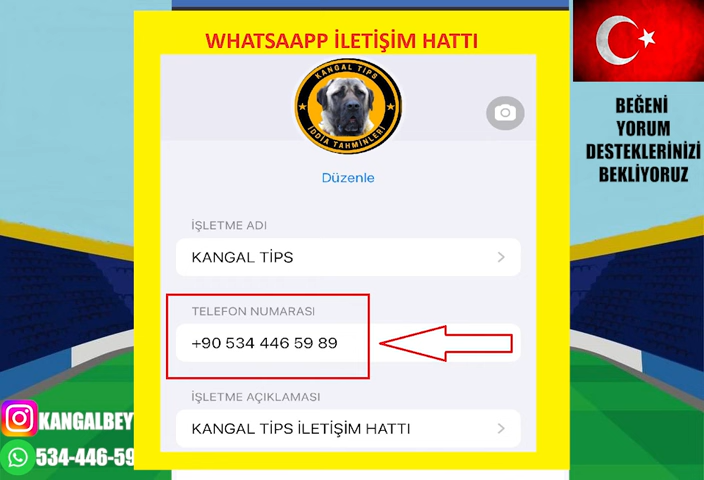 WHATSAAPP İLETİŞİM HATTI
KANGAL TIPS
İDDİA TAHMİNLERİ
Düzenle
İŞLETME ADI
KANGAL TİPS
TELEFON NUMARASI
+90 534 446 59 89
İŞLETME AÇIKLAMASI
KANGAL TİPS İLETİŞİM HATTI
BEĞENİ
YORUM
DESTEKLERİNİZİ
BEKLİYORUZ
KANGALBEY
534-446-59